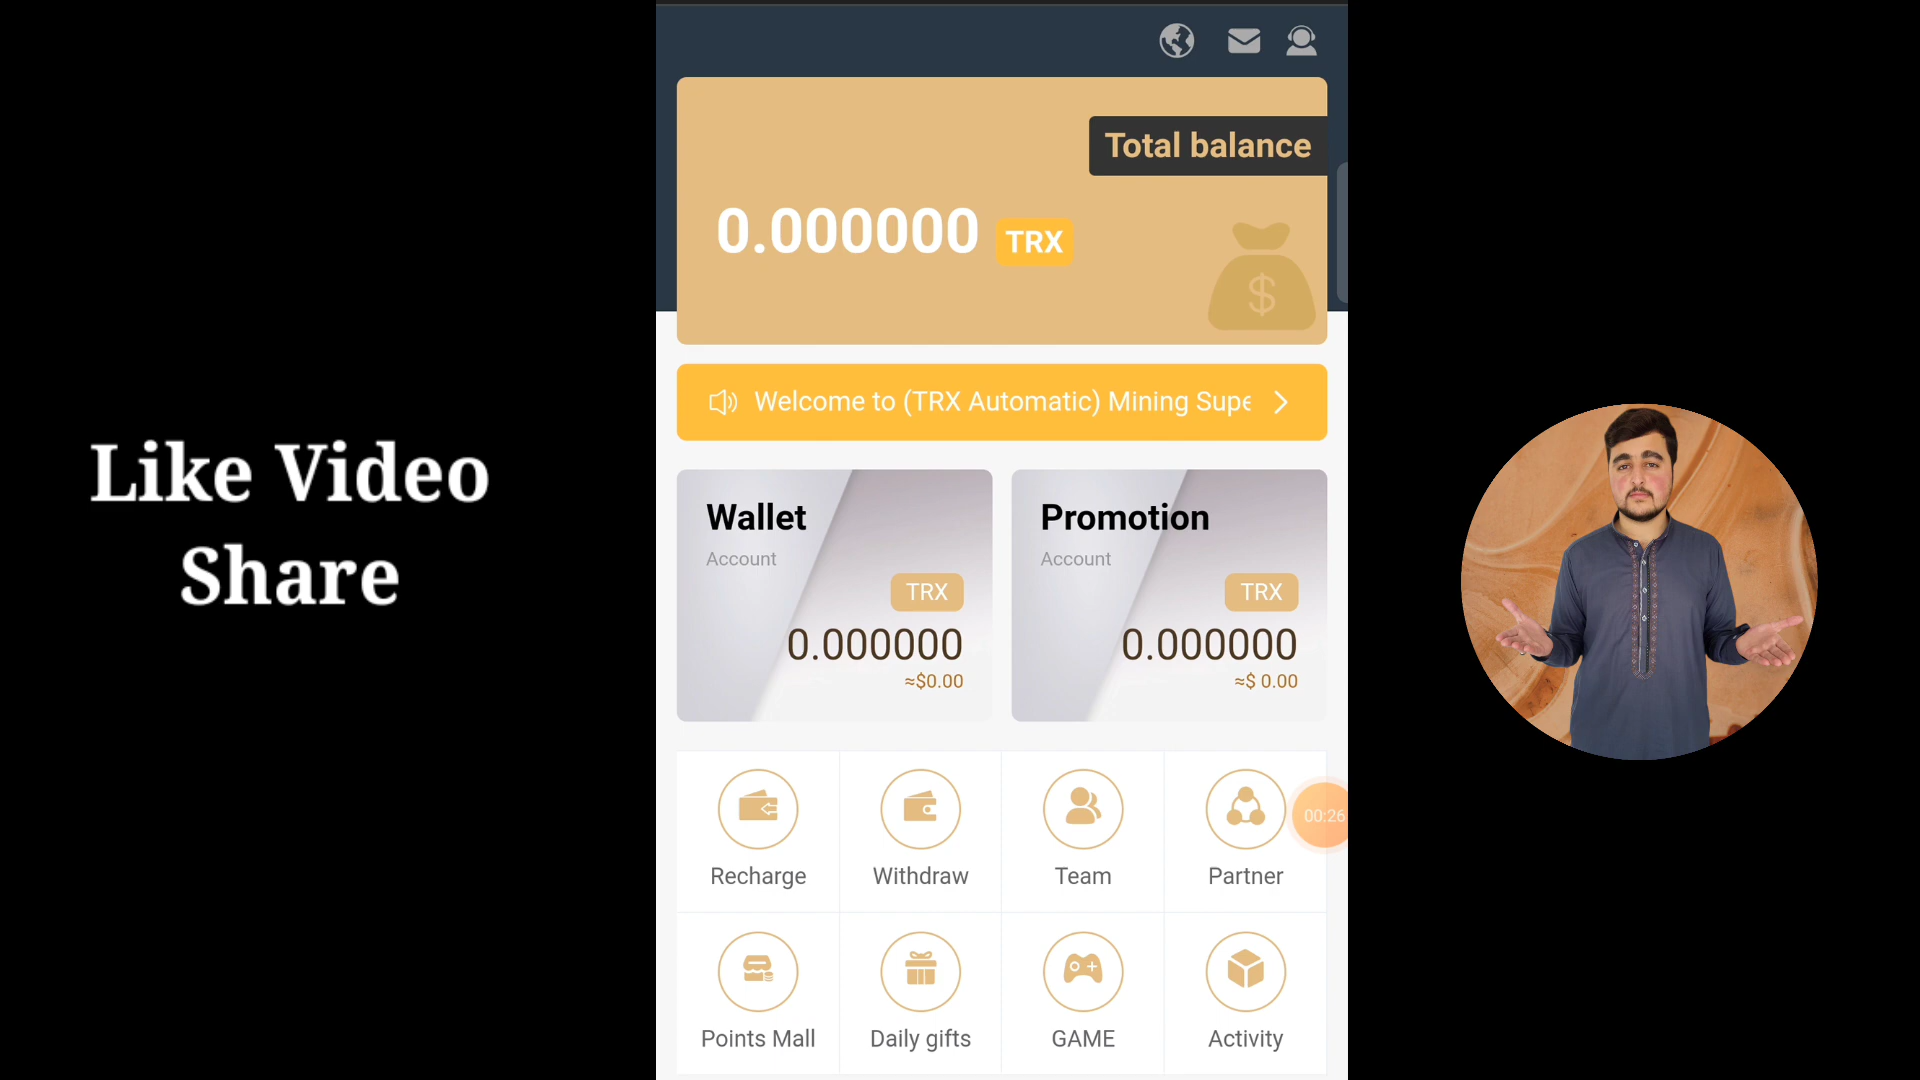 Like Video
Share
Total balance
0.000000 TRX
$
Welcome to (TRX Automatic) Mining Supe
Wallet
Account
TRX
0.000000
≈$0.00
Promotion
Account
TRX
0.000000
≈$ 0.00
Recharge
Withdraw
Team
Partner
00:26
Points Mall
Daily gifts
GAME
Activity